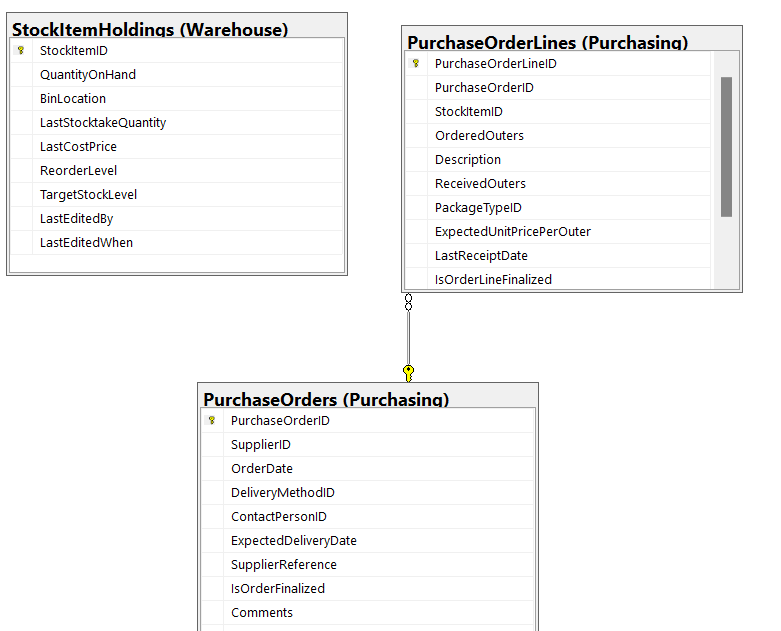 StockItemHoldings (Warehouse)
StockItemID
QuantityOnHand
BinLocation
LastStocktakeQuantity
LastCostPrice
ReorderLevel
TargetStockLevel
LastEditedBy
LastEditedWhen
PurchaseOrderLines (Purchasing)
PurchaseOrderLineID
PurchaseOrderID
StockItemID
OrderedOuters
Description
ReceivedOuters
PackageTypeID
ExpectedUnitPricePerOuter
LastReceiptDate
IsOrderLineFinalized
PurchaseOrders (Purchasing)
PurchaseOrderID
SupplierID
OrderDate
DeliveryMethodID
ContactPersonID
ExpectedDeliveryDate
SupplierReference
IsOrderFinalized
Comments